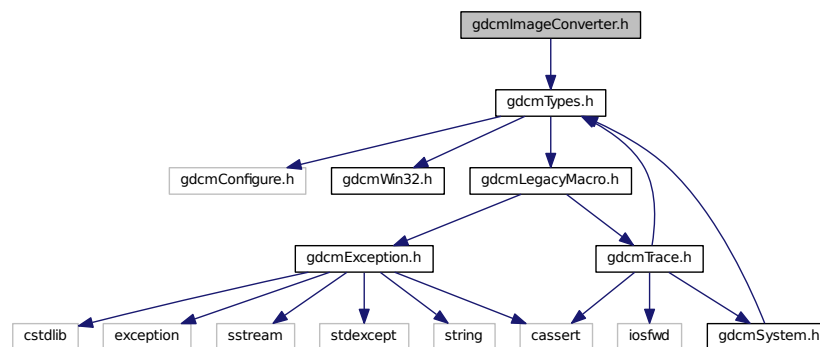 gdcmImageConverter.h
gdcmTypes.h
gdcmConfigure.h
gdcmWin32.h
gdcmLegacyMacro.h
gdcmException.h
gdcmTrace.h
cstdlib
exception
sstream
stdexcept
string
cassert
iosfwd
gdcmSystem.h